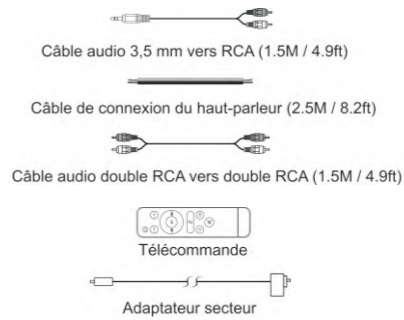 Câble audio 3,5 mm vers RCA (1.5M / 4.9ft)
Câble de connexion du haut-parleur (2.5M / 8.2ft)
Câble audio double RCA vers double RCA (1.5M / 4.9ft)
Télécommande
Adaptateur secteur